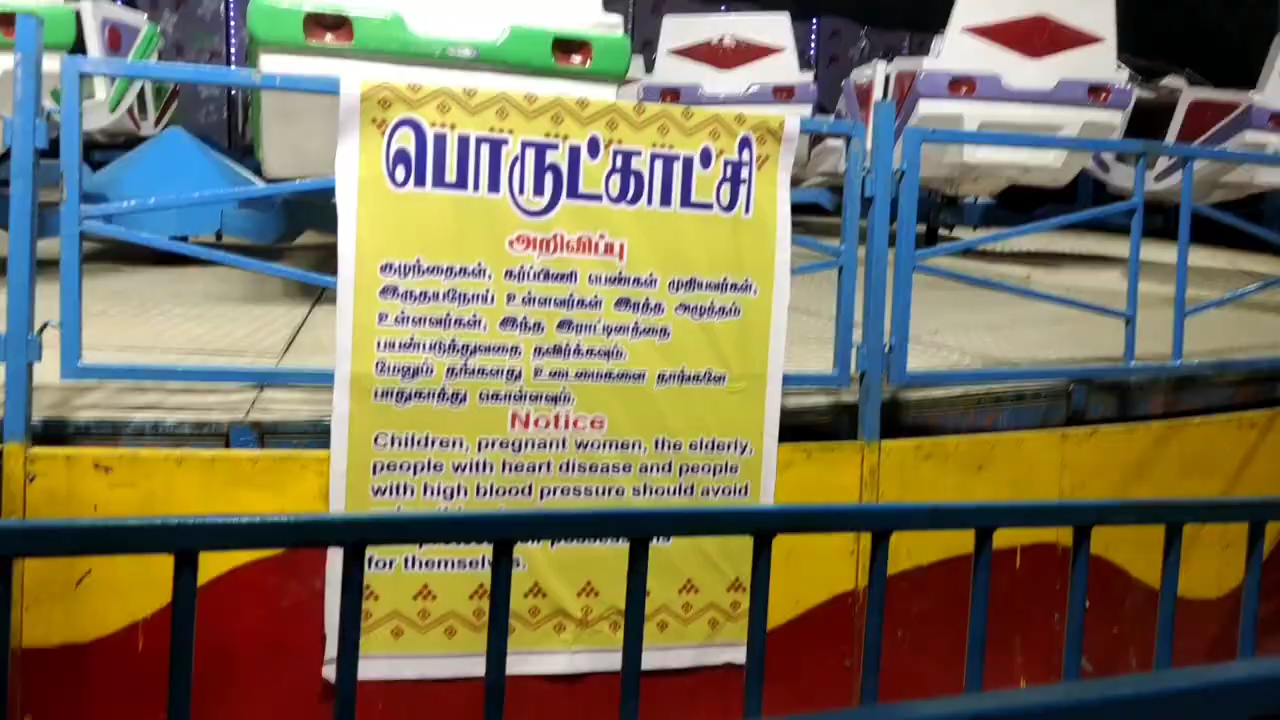 பொருட்காட்சி
அறிவிப்பு
குழந்தைகள், கர்ப்பிணி பெண்கள் முதியவர்கள்,
இருதயநோய் உள்ளவர்கள் இரத்த அழுத்தம்
உள்ளவர்கள், இந்த இராட்டினத்தை
பயன்படுத்துவதை தவிர்க்கவும்.
மேலும் தங்களது உடைமைகளை தாங்களே
பாதுகாத்து கொள்ளவும்.
Notice
Children, pregnant women, the elderly,
people with heart disease and people
with high blood pressure should avoid
for themselves.